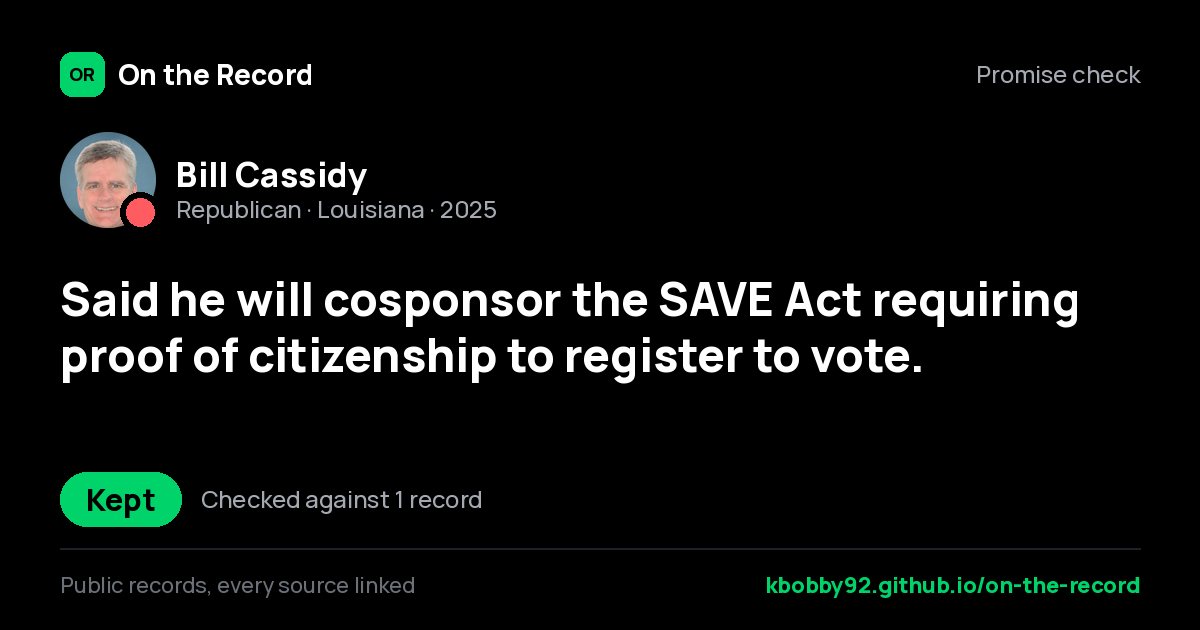 OR On the Record
Promise check
Bill Cassidy
Republican · Louisiana · 2025
Said he will cosponsor the SAVE Act requiring
proof of citizenship to register to vote.
Kept Checked against 1 record
Public records, every source linked
kbobby92.github.io/on-the-record